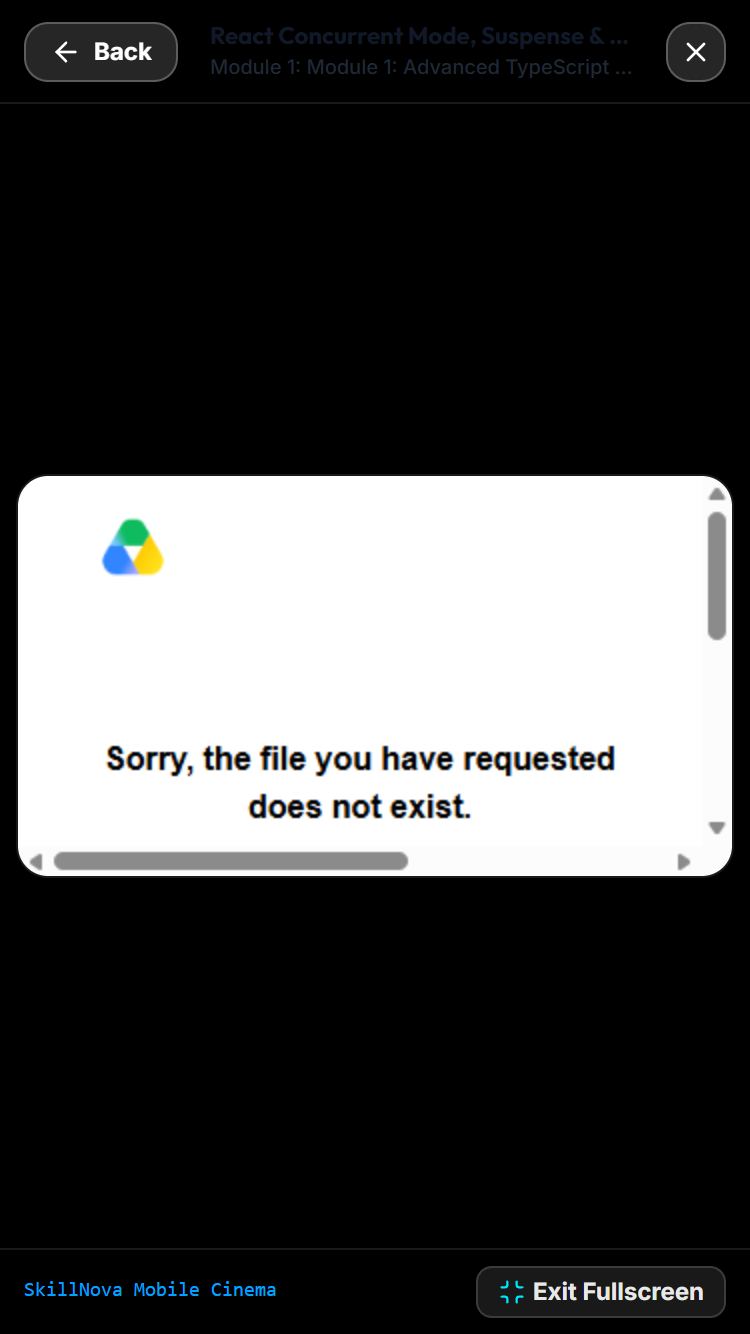 Back
React Concurrent Mode, Suspense & ...
Module 1: Module 1: Advanced TypeScript ...
Sorry, the file you have requested
does not exist.
SkillNova Mobile Cinema
Exit Fullscreen